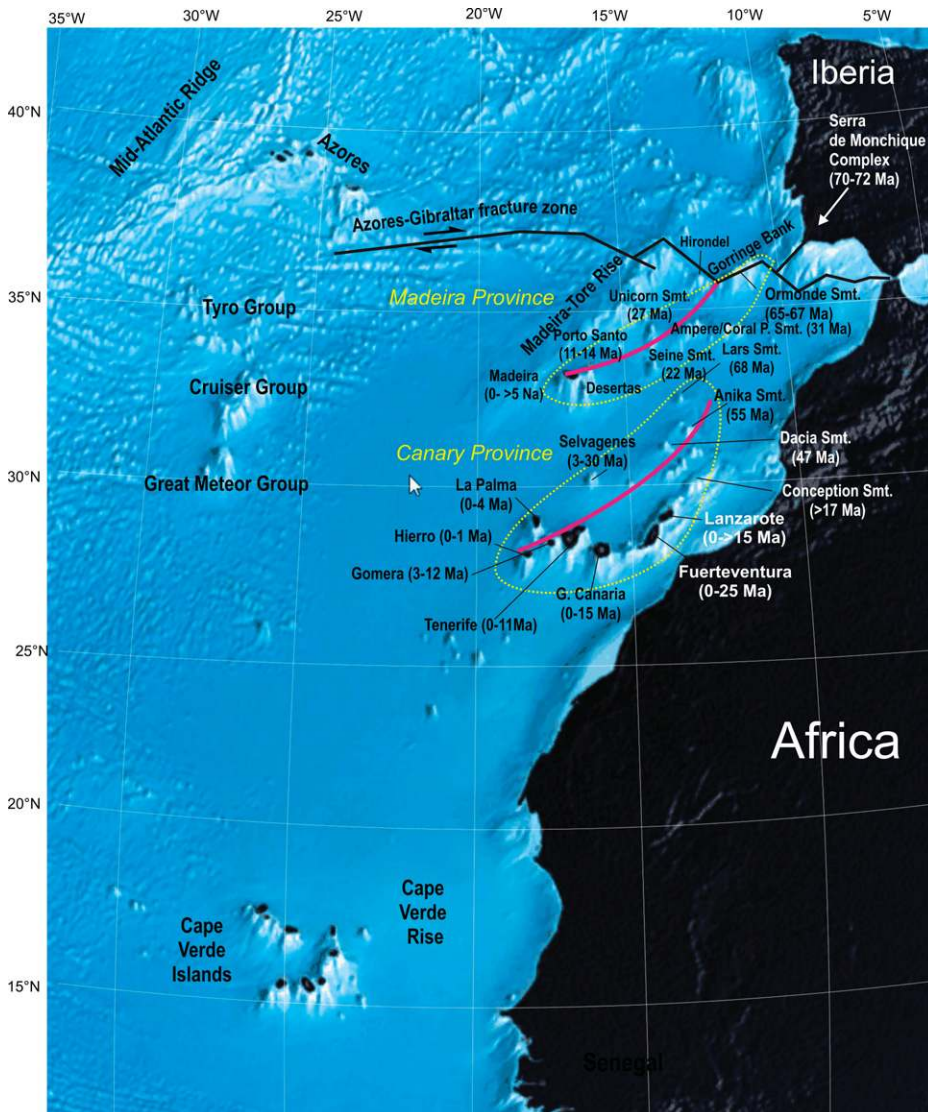 35°W
30°W
25°W
20°W
15°W
10°W
5°W
Iberia
40°N
Mid-Atlantic Ridge
Azores
Serra
de Monchique
Complex
(70-72 Ma)
Azores-Gibraltar fracture zone
Hirondel
Gorringe Bank
35°N
Madeira Province
Madeira-Tore Rise
Unicorn Smt.
(27 Ma)
Ormonde Smt.
(65-67 Ma)
Tyro Group
Ampere/Coral P. Smt. (31 Ma)
Porto Santo
(11-14 Ma)
Lars Smt.
(68 Ma)
Seine Smt.
(22 Ma)
Madeira
(0- >5 Na)
Desertas
Cruiser Group
Anika Smt.
(55 Ma)
Canary Province
Selvagenes
(3-30 Ma)
Dacia Smt.
(47 Ma)
30°N
Great Meteor Group
La Palma
(0-4 Ma)
Conception Smt.
(>17 Ma)
Hierro (0-1 Ma)
Lanzarote
(0->15 Ma)
Gomera (3-12 Ma)
Fuerteventura
(0-25 Ma)
G. Canaria
(0-15 Ma)
Tenerife (0-11Ma)
25°N
Africa
20°N
Cape
Verde
Rise
Cape
Verde
Islands
15°N
Senegal